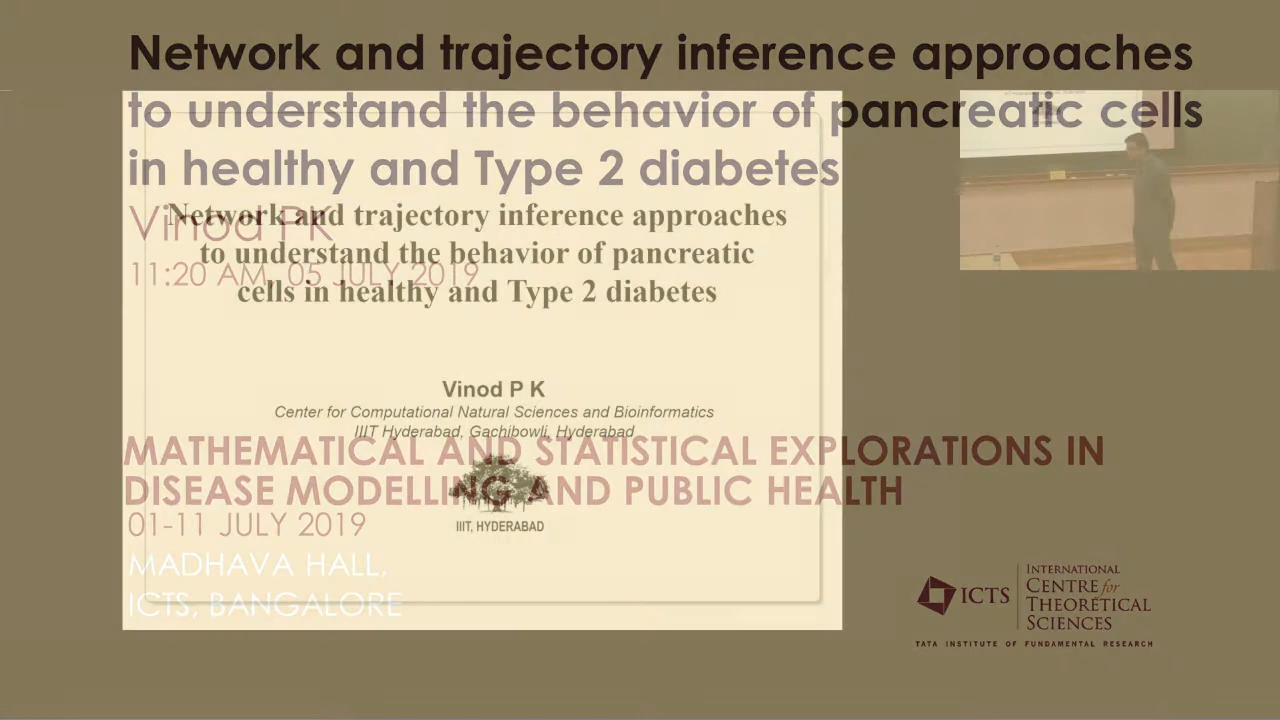 Network and trajectory inference approaches
to understand the behavior of pancreatic cells
in healthy and Type 2 diabetes
Vinod PK
11:20 AM, 05 JULY 2019
Network and trajectory inference approaches
to understand the behavior of pancreatic
cells in healthy and Type 2 diabetes
Vinod P K
Center for Computational Natural Sciences and Bioinformatics
IIIT Hyderabad, Gachibowli, Hyderabad
IIIT, HYDERABAD
MATHEMATICAL AND STATISTICAL EXPLORATIONS IN
DISEASE MODELLING AND PUBLIC HEALTH
01-11 JULY 2019
MADHAVA HALL,
ICTS, BANGALORE
ICTS
INTERNATIONAL
CENTRE for
THEORETICAL
SCIENCES
TATA INSTITUTE OF FUNDAMENTAL RESEARCH